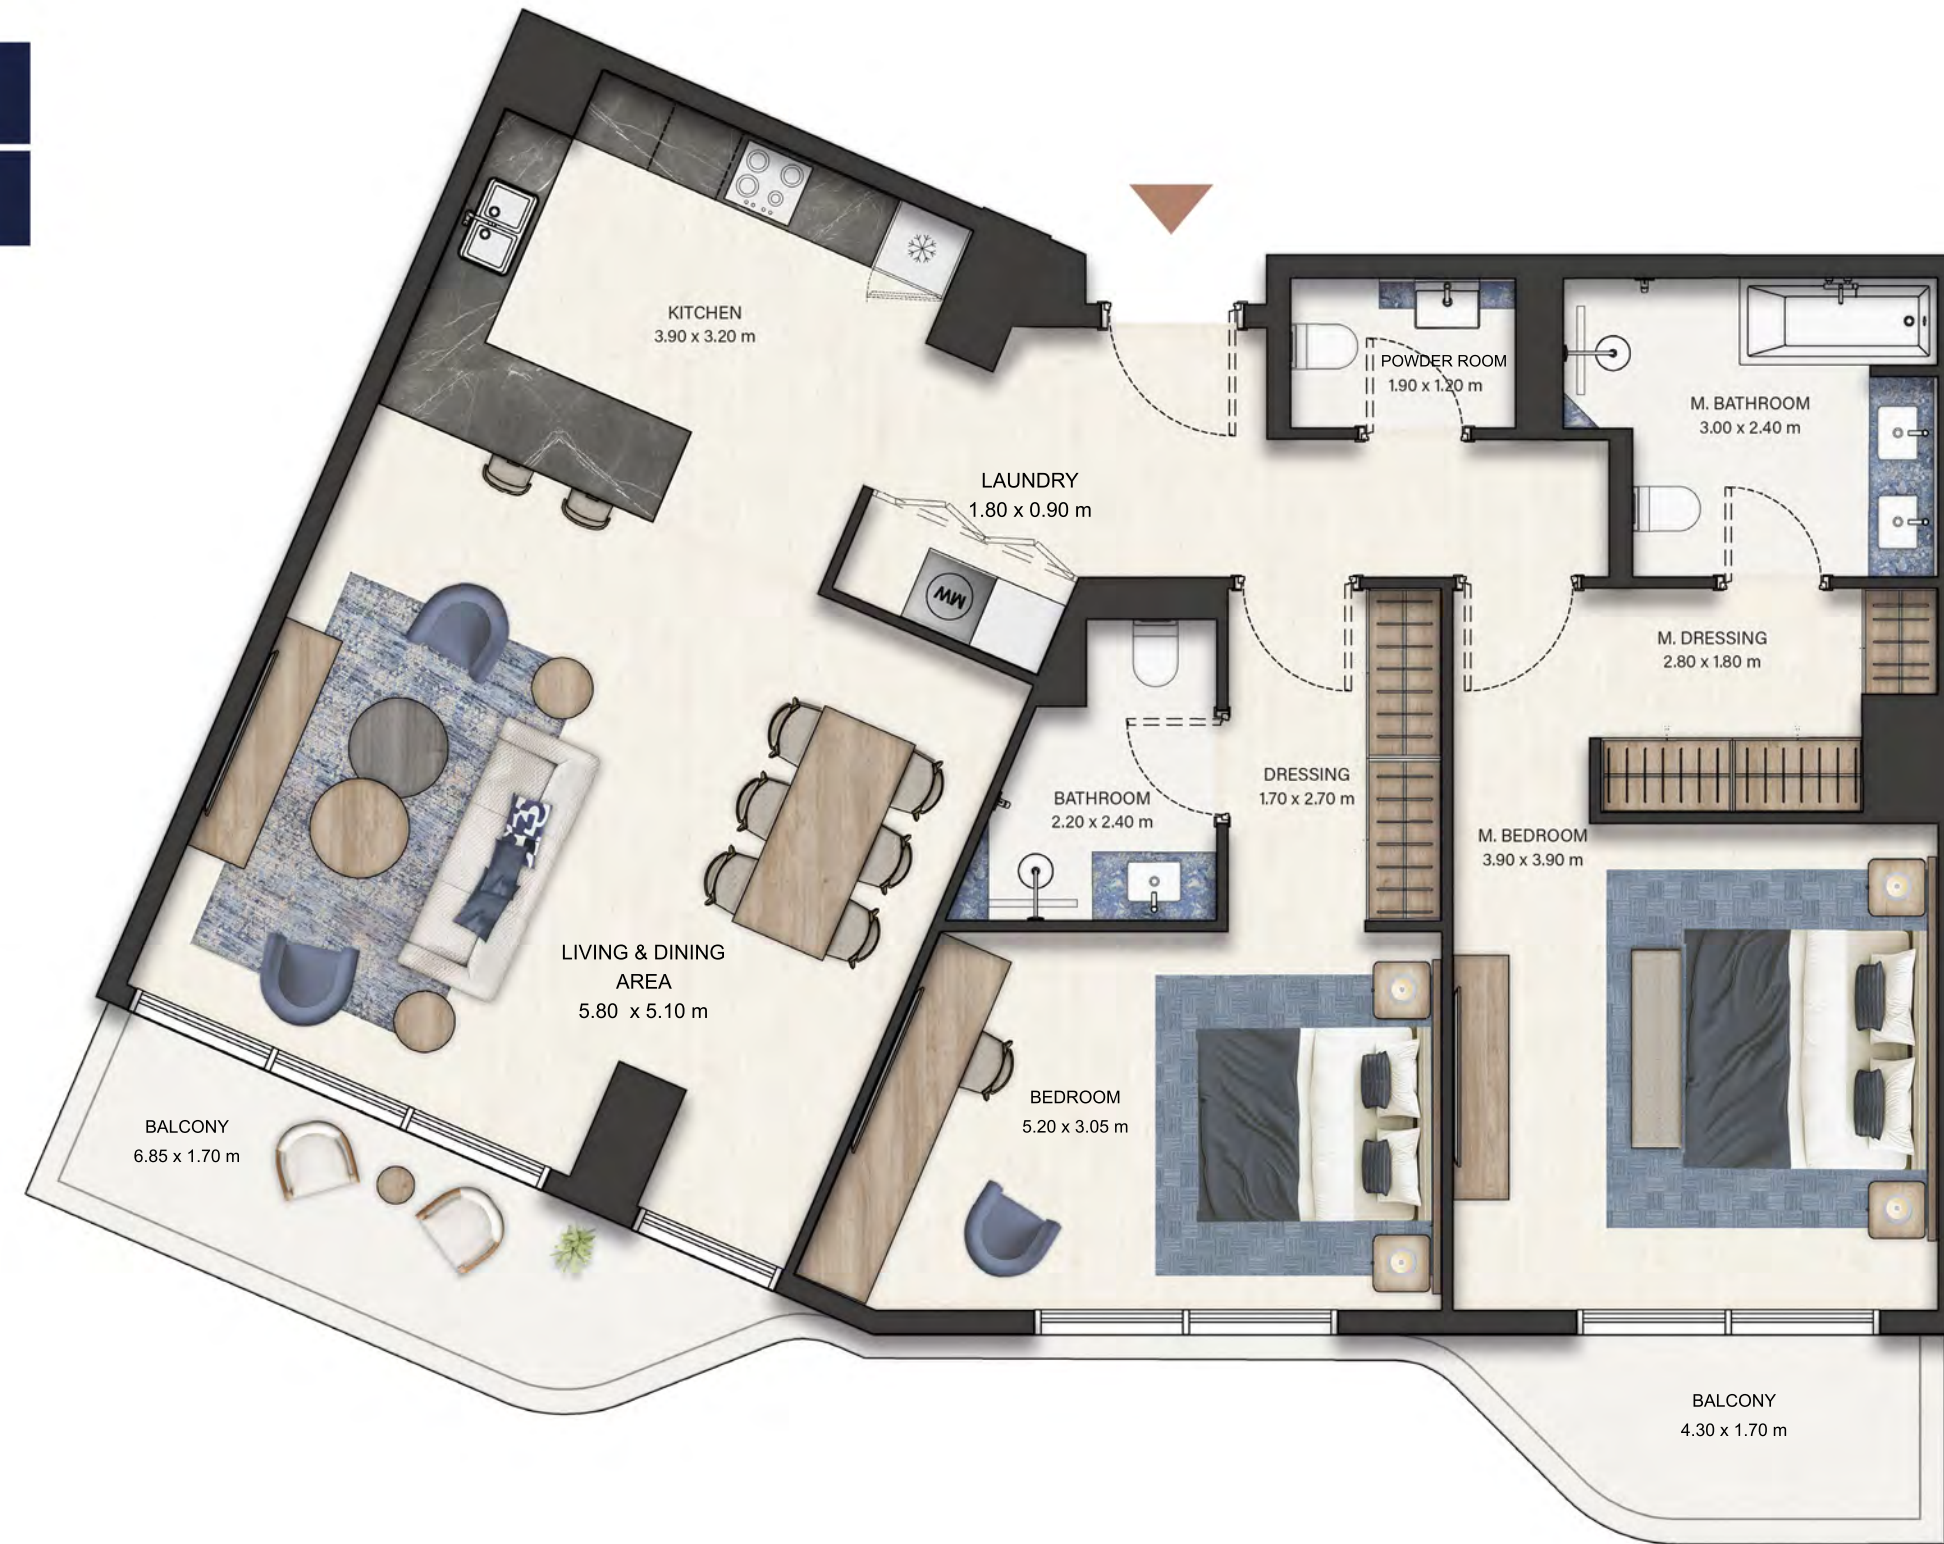 KITCHEN
3.90 x 3.20 m
POWDER ROOM
1.90 x 1.20 m
M. BATHROOM
3.00 x 2.40 m
LAUNDRY
1.80 x 0.90 m
MW
M. DRESSING
2.80 x 1.80 m
DRESSING
1.70 x 2.70 m
BATHROOM
2.20 x 2.40 m
M. BEDROOM
3.90 x 3.90 m
LIVING & DINING
AREA
5.80 x 5.10 m
BEDROOM
5.20 x 3.05 m
BALCONY
6.85 x 1.70 m
BALCONY
4.30 x 1.70 m